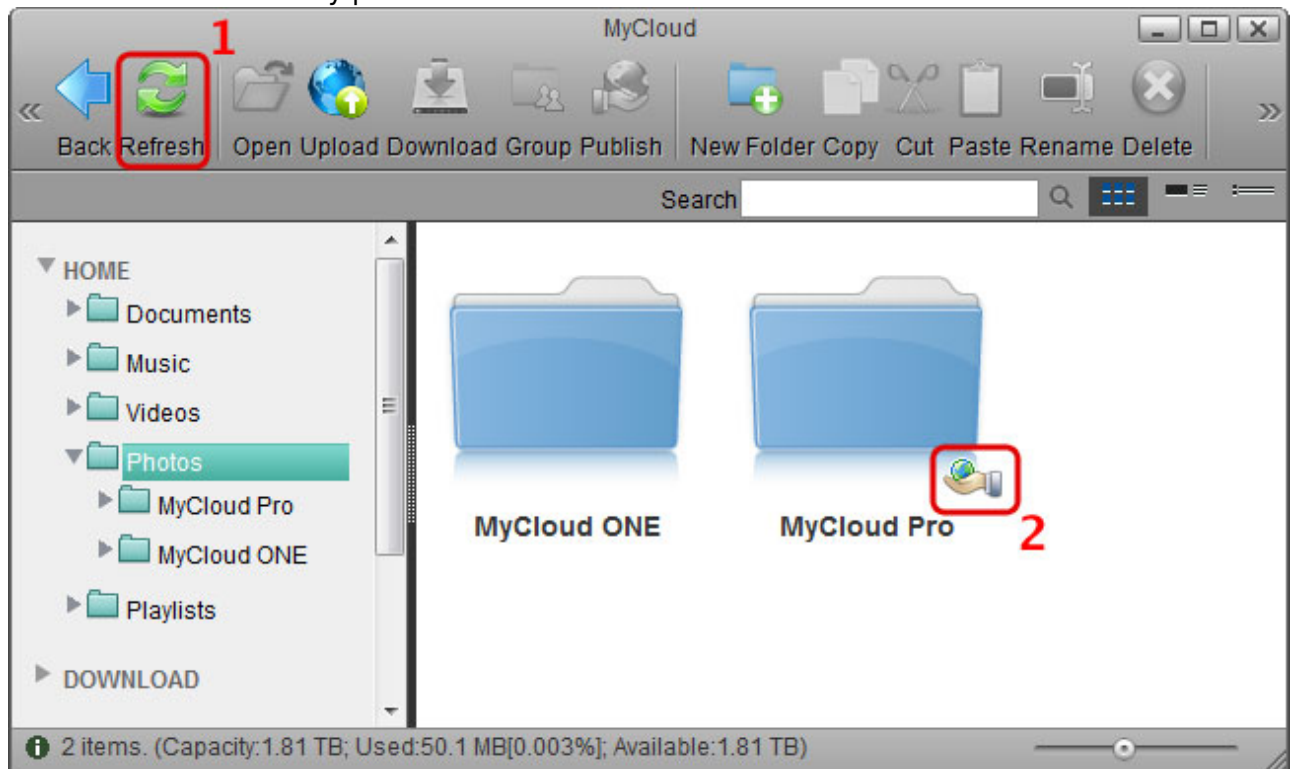 MyCloud
1
Back Refresh Open Upload Download Group Publish New Folder Copy Cut Paste Rename Delete
Search
HOME
Documents
Music
Videos
Photos
MyCloud Pro
MyCloud ONE
Playlists
DOWNLOAD
MyCloud ONE
MyCloud Pro
2
2 items. (Capacity:1.81 TB; Used:50.1 MB[0.003%]; Available:1.81 TB)